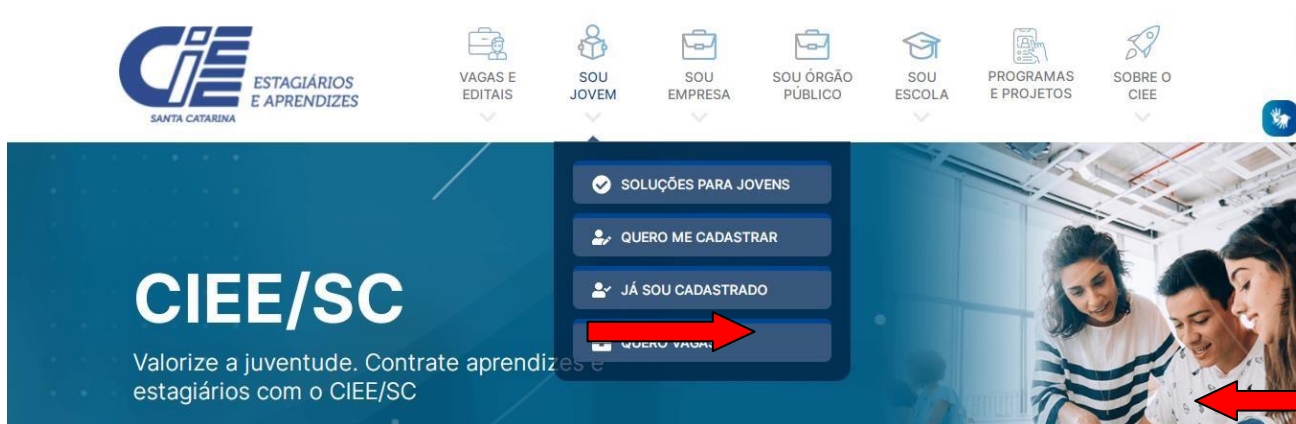 CIEE
ESTAGIÁRIOS
E APRENDIZES
SANTA CATARINA
VAGAS E
EDITAIS
SOU
JOVEM
SOU
EMPRESA
SOU ÓRGÃO
PÚBLICO
SOU
ESCOLA
PROGRAMAS
E PROJETOS
SOBRE O
CIEE
SOLUÇÕES PARA JOVENS
QUERO ME CADASTRAR
JÁ SOU CADASTRADO
QUERO VAGAS
CIEE/SC
Valorize a juventude. Contrate aprendizes e
estagiários com o CIEE/SC